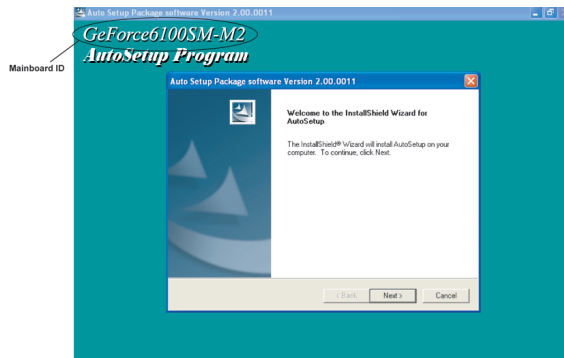 Auto Setup Package software Version 2.00.0011
GeForce6100SM-M2
AutoSetup Program
Mainboard ID
Auto Setup Package software Version 2.00.0011
Welcome to the InstallShield Wizard for
AutoSetup
The InstallShield® Wizard will install AutoSetup on your
computer. To continue, click Next.
< Back
Next >
Cancel